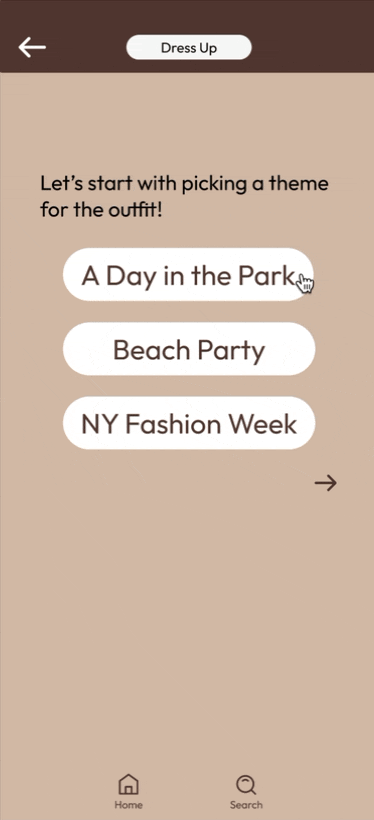 Dress Up
Let's start with picking a theme
for the outfit!
A Day in the Park
Beach Party
NY Fashion Week
Home
Search